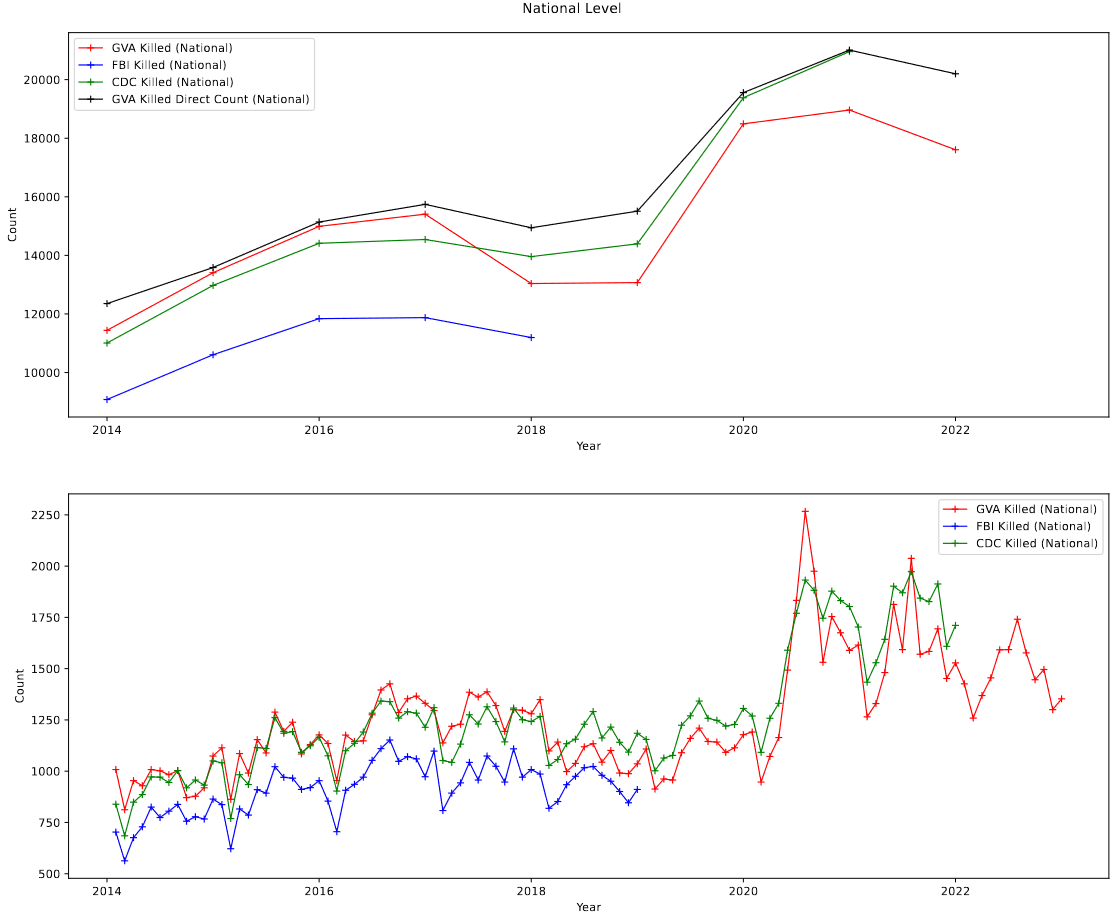 National Level
GVA Killed (National)
FBI Killed (National)
CDC Killed (National)
GVA Killed Direct Count (National)
20000
18000
16000
14000
12000
10000
Count
2014 2016 2018 2020 2022
Year
GVA Killed (National)
FBI Killed (National)
CDC Killed (National)
2250
2000
1750
1500
1250
1000
750
500
Count
2014 2016 2018 2020 2022
Year